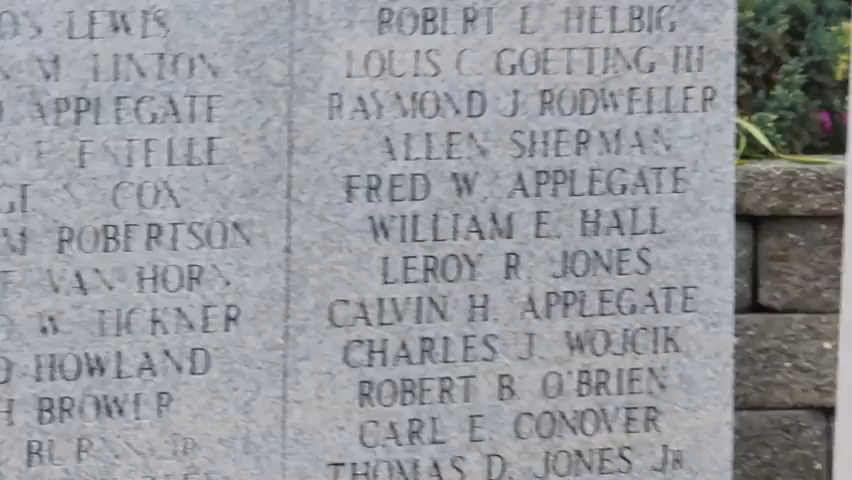 LEWIS
M LINTON
APPLEGATE
ESTELLE
COX
ROBERTSON
VAN HORN
W. TICKNER
HOWLAND
BROWER
ROBERT E HELBIG
LOUIS C GOETTING III
RAYMOND J. RODWELLER
ALLEN SHERMAN
FRED W. APPLEGATE
WILLIAM E. HALL
LEROY R. JONES
CALVIN H. APPLEGATE
CHARLES J. WOJCIK
ROBERT B. O'BRIEN
CARL E. CONOVER
THOMAS D. JONES JR.